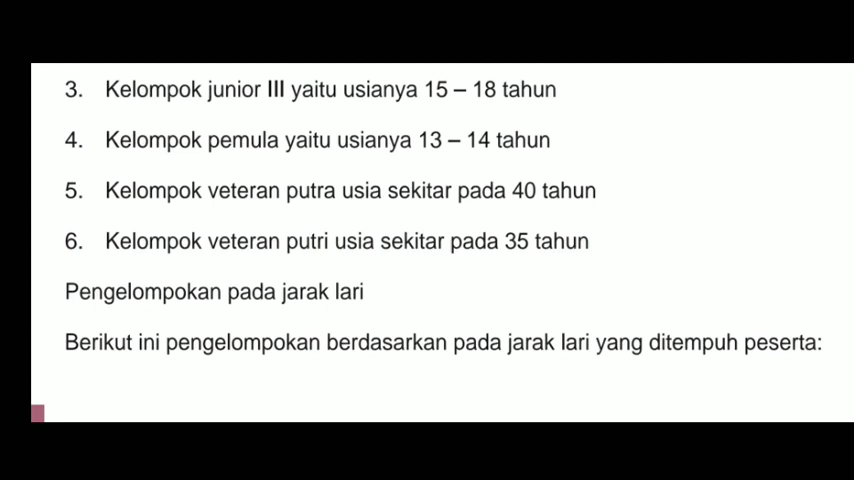 3. Kelompok junior III yaitu usianya 15 – 18 tahun
4. Kelompok pemula yaitu usianya 13 – 14 tahun
5. Kelompok veteran putra usia sekitar pada 40 tahun
6. Kelompok veteran putri usia sekitar pada 35 tahun
Pengelompokan pada jarak lari
Berikut ini pengelompokan berdasarkan pada jarak lari yang ditempuh peserta: